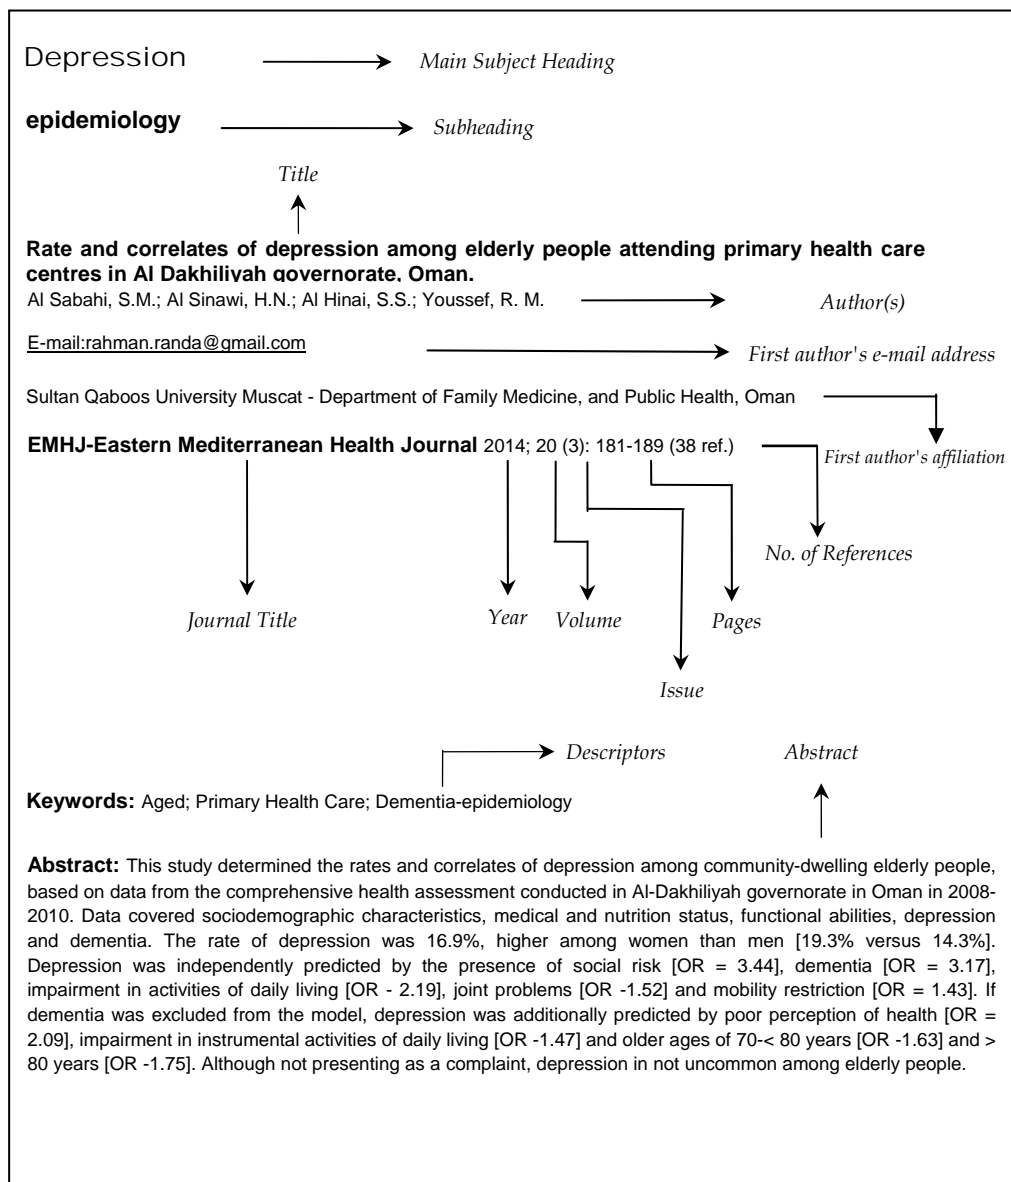 Depression Main Subject Heading
epidemiology Subheading
Title
Rate and correlates of depression among elderly people attending primary health care
centres in Al Dakhiliyah governorate, Oman.
Al Sabahi, S.M.; Al Sinawi, H.N.; Al Hinai, S.S.; Youssef, R. M. Author(s)
E-mail:rahman.randa@gmail.com First author's e-mail address
Sultan Qaboos University Muscat - Department of Family Medicine, and Public Health, Oman
EMHJ-Eastern Mediterranean Health Journal 2014; 20 (3): 181-189 (38 ref.) First author's affiliation
No. of References
Journal Title Year Volume Pages
Issue
Descriptors Abstract
Keywords: Aged; Primary Health Care; Dementia-epidemiology
Abstract: This study determined the rates and correlates of depression among community-dwelling elderly people,
based on data from the comprehensive health assessment conducted in Al-Dakhiliyah governorate in Oman in 2008-
2010. Data covered sociodemographic characteristics, medical and nutrition status, functional abilities, depression
and dementia. The rate of depression was 16.9%, higher among women than men [19.3% versus 14.3%].
Depression was independently predicted by the presence of social risk [OR = 3.44], dementia [OR = 3.17],
impairment in activities of daily living [OR - 2.19], joint problems [OR -1.52] and mobility restriction [OR = 1.43]. If
dementia was excluded from the model, depression was additionally predicted by poor perception of health [OR =
2.09], impairment in instrumental activities of daily living [OR -1.47] and older ages of 70-< 80 years [OR -1.63] and >
80 years [OR -1.75]. Although not presenting as a complaint, depression in not uncommon among elderly people.